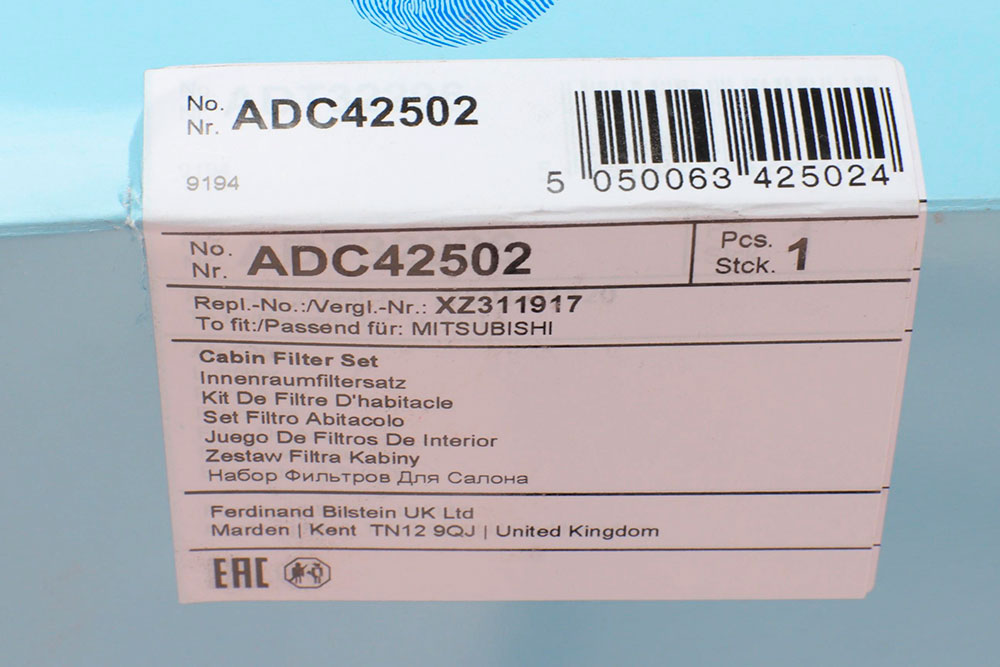 No.
Nr. ADC42502
9194
5 050063 425024
No.
Nr. ADC42502
Pcs.
Stck. 1
Repl.-No.:/Vergl.-Nr.: XZ311917
To fit:/Passend für: MITSUBISHI
Cabin Filter Set
Innenraumfiltersatz
Kit De Filtre D'habitacle
Set Filtro Abitacolo
Juego De Filtros De Interior
Zestaw Filtra Kabiny
Набор Фильтров Для Салона
Ferdinand Bilstein UK Ltd
Marden | Kent TN12 9QJ | United Kingdom
EAC